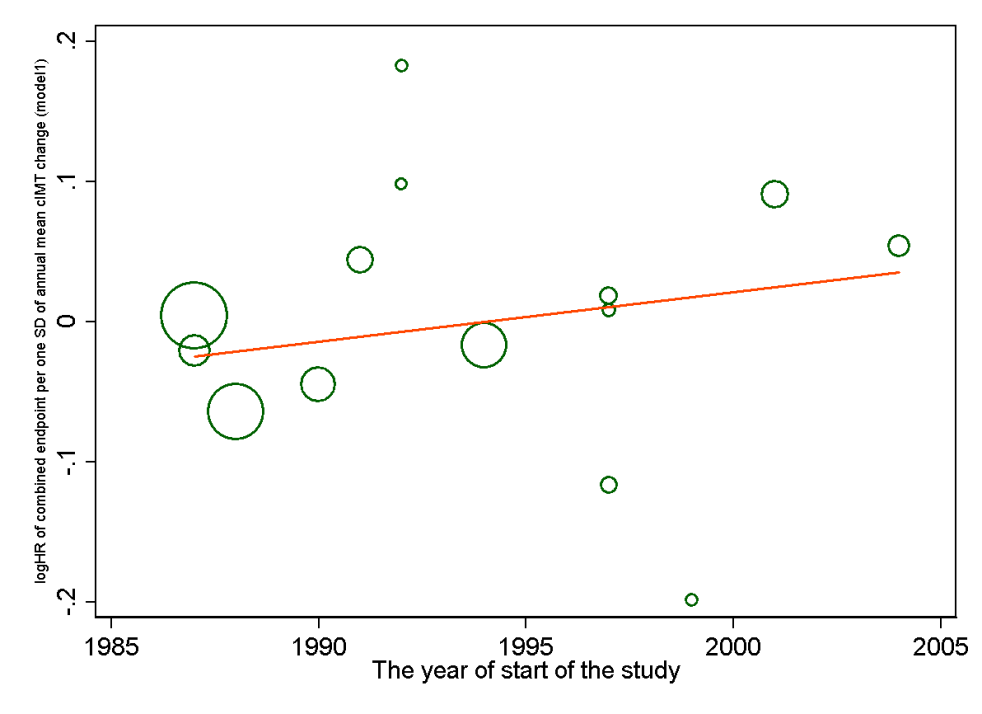 logHR of combined endpoint per one SD of annual mean cIMT change (model1)
.2
.1
0
-.1
-.2
1985 1990 1995 2000 2005
The year of start of the study